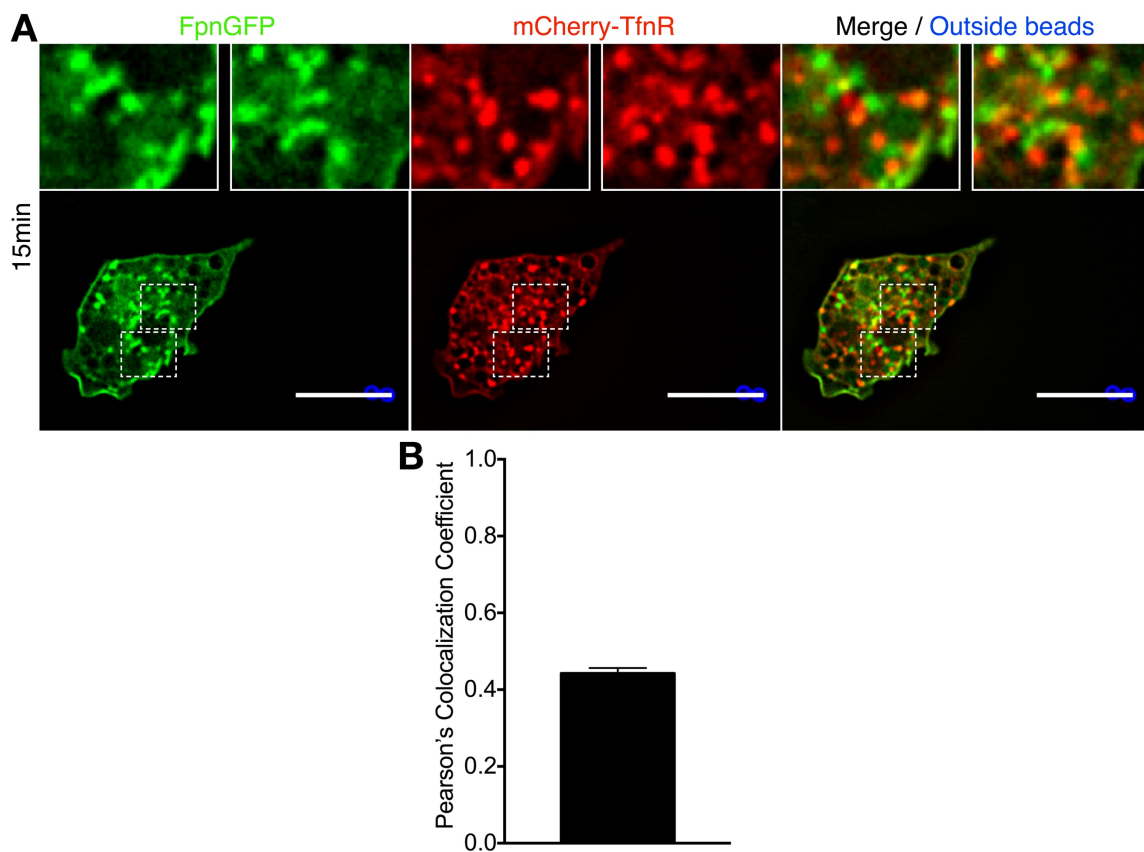 A
FpnGFP
mCherry-TfnR
Merge / Outside beads
15min
B
Pearson's Colocalization Coefficient
1.0
0.8
0.6
0.4
0.2
0.0